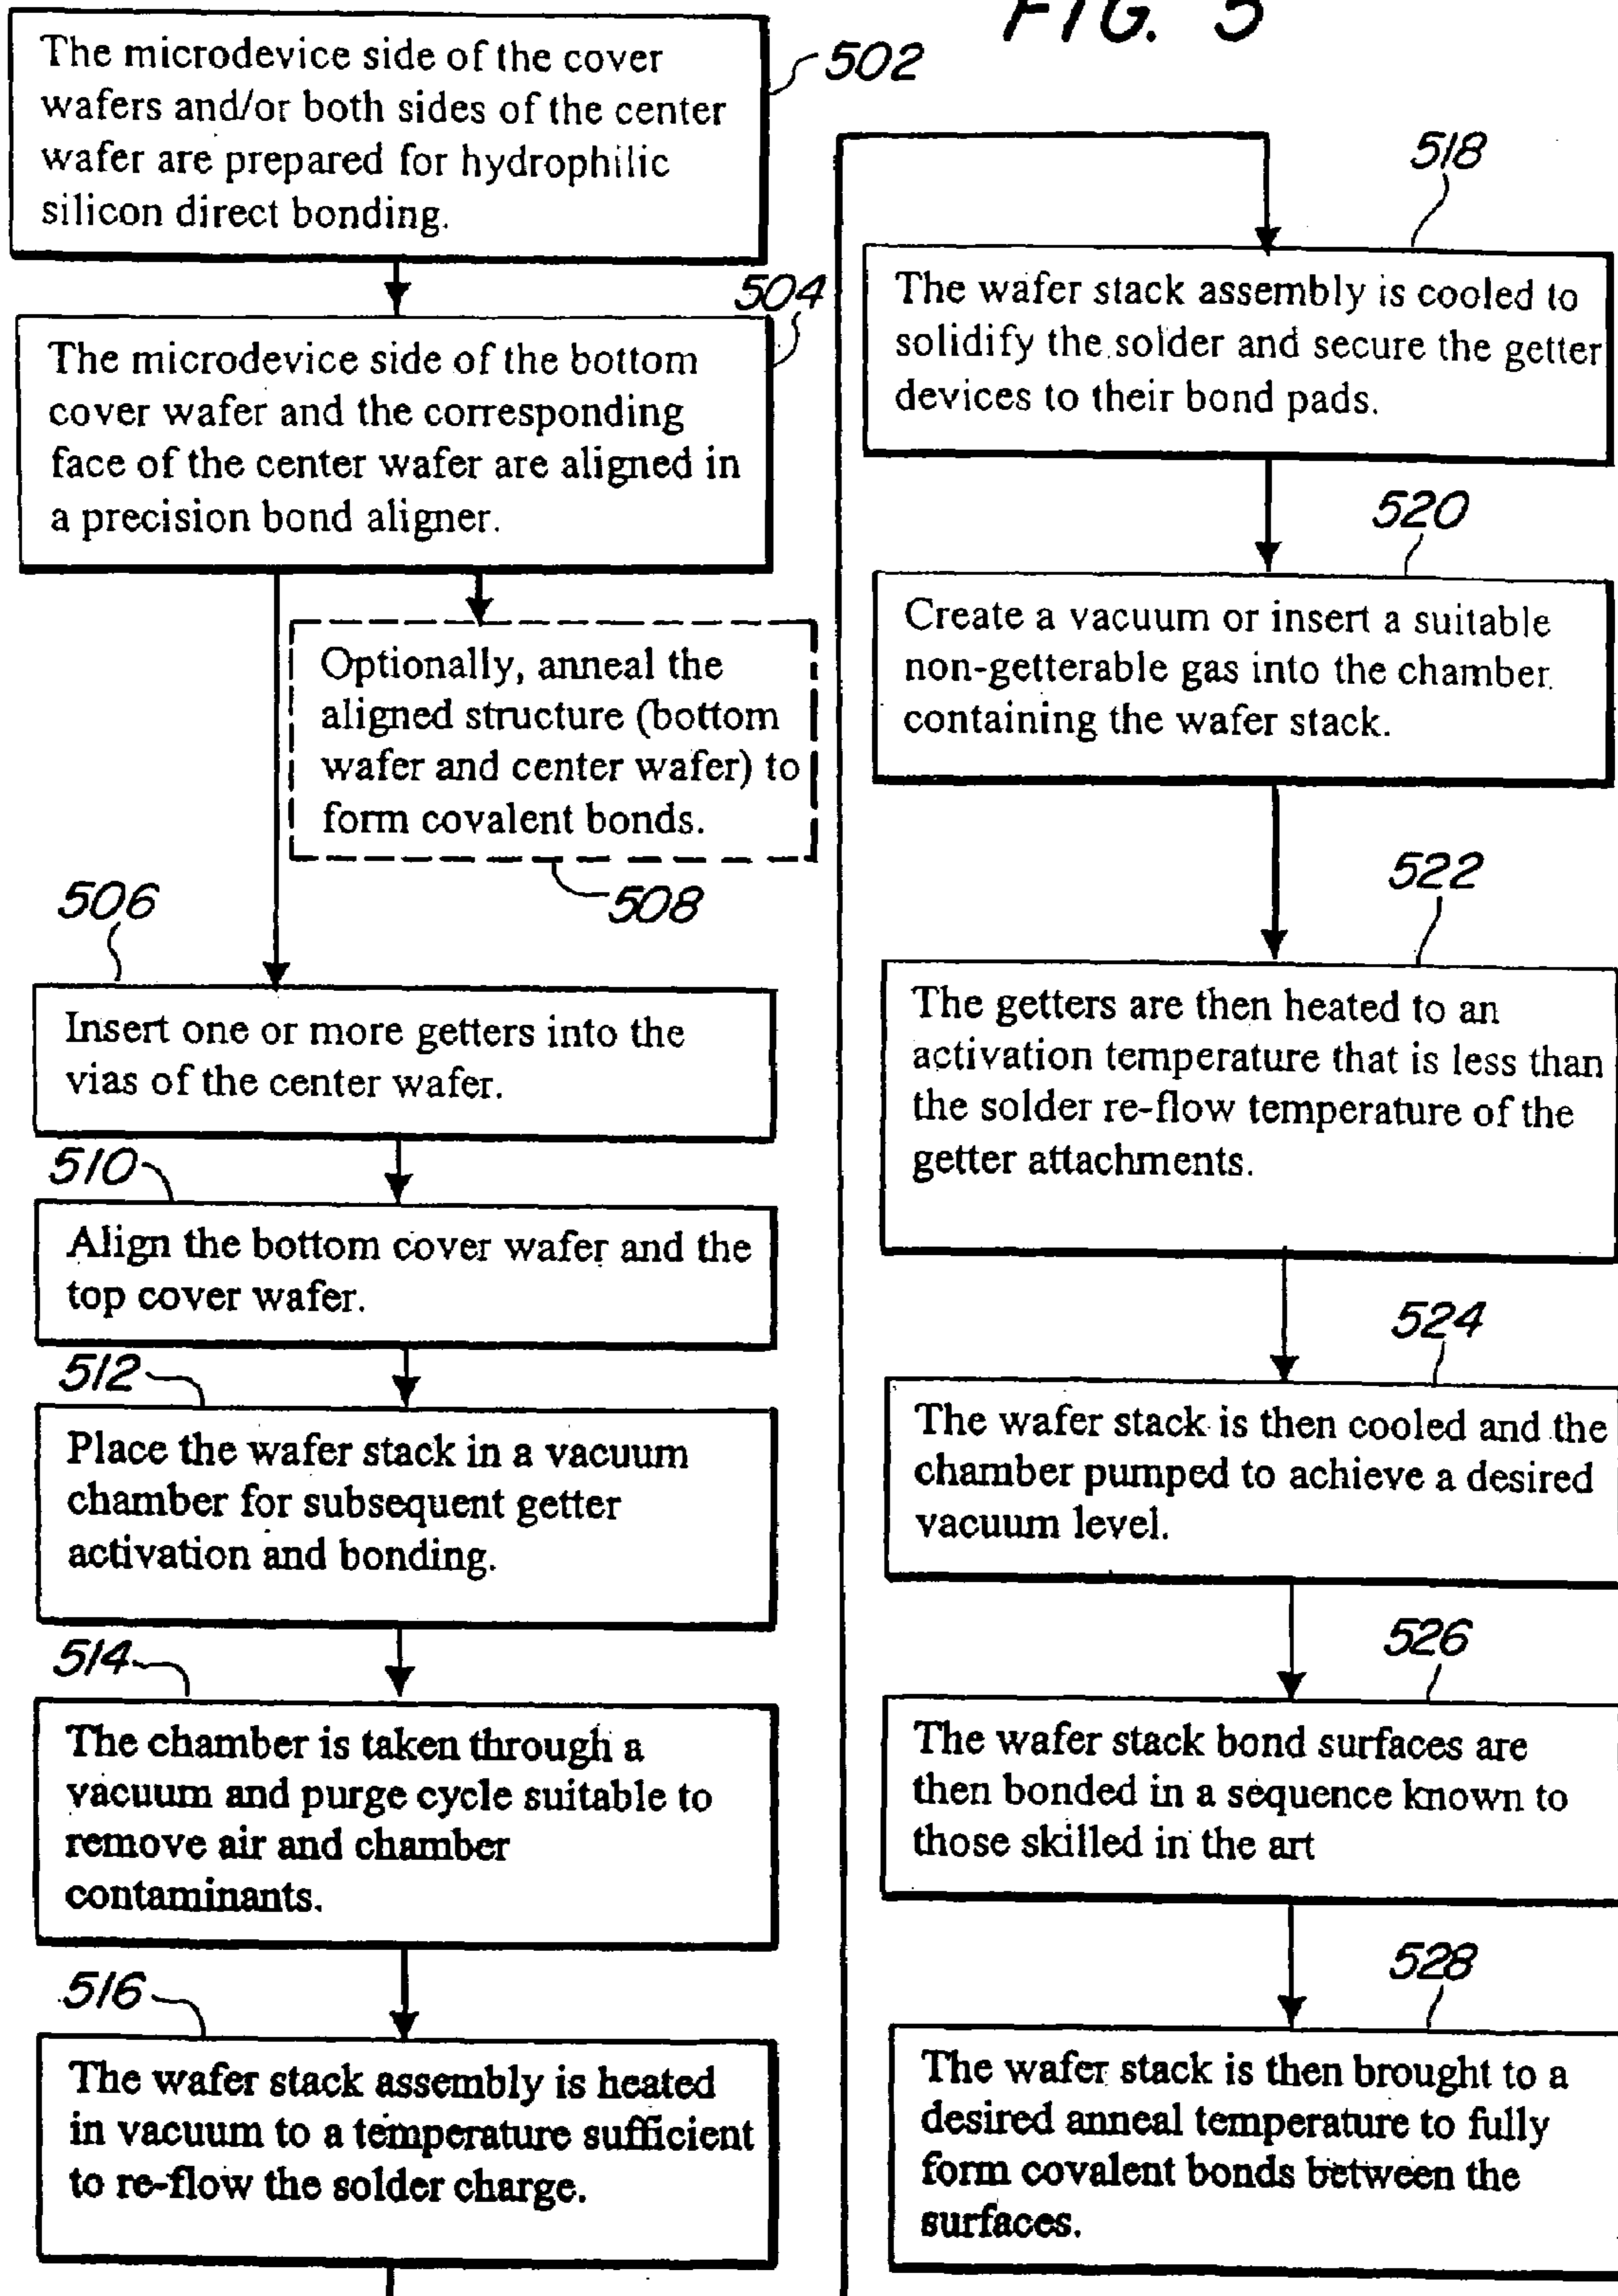 FIG. 5
502
The microdevice side of the cover
wafers and/or both sides of the center
wafer are prepared for hydrophilic
silicon direct bonding.
504
The microdevice side of the bottom
cover wafer and the corresponding
face of the center wafer are aligned in
a precision bond aligner.
Optionally, anneal the
aligned structure (bottom
wafer and center wafer) to
form covalent bonds.
508
506
Insert one or more getters into the
vias of the center wafer.
510
Align the bottom cover wafer and the
top cover wafer.
512
Place the wafer stack in a vacuum
chamber for subsequent getter
activation and bonding.
514
The chamber is taken through a
vacuum and purge cycle suitable to
remove air and chamber
contaminants.
516
The wafer stack assembly is heated
in vacuum to a temperature sufficient
to re-flow the solder charge.
518
The wafer stack assembly is cooled to
solidify the solder and secure the getter
devices to their bond pads.
520
Create a vacuum or insert a suitable
non-getterable gas into the chamber
containing the wafer stack.
522
The getters are then heated to an
activation temperature that is less than
the solder re-flow temperature of the
getter attachments.
524
The wafer stack is then cooled and the
chamber pumped to achieve a desired
vacuum level.
526
The wafer stack bond surfaces are
then bonded in a sequence known to
those skilled in the art
528
The wafer stack is then brought to a
desired anneal temperature to fully
form covalent bonds between the
surfaces.